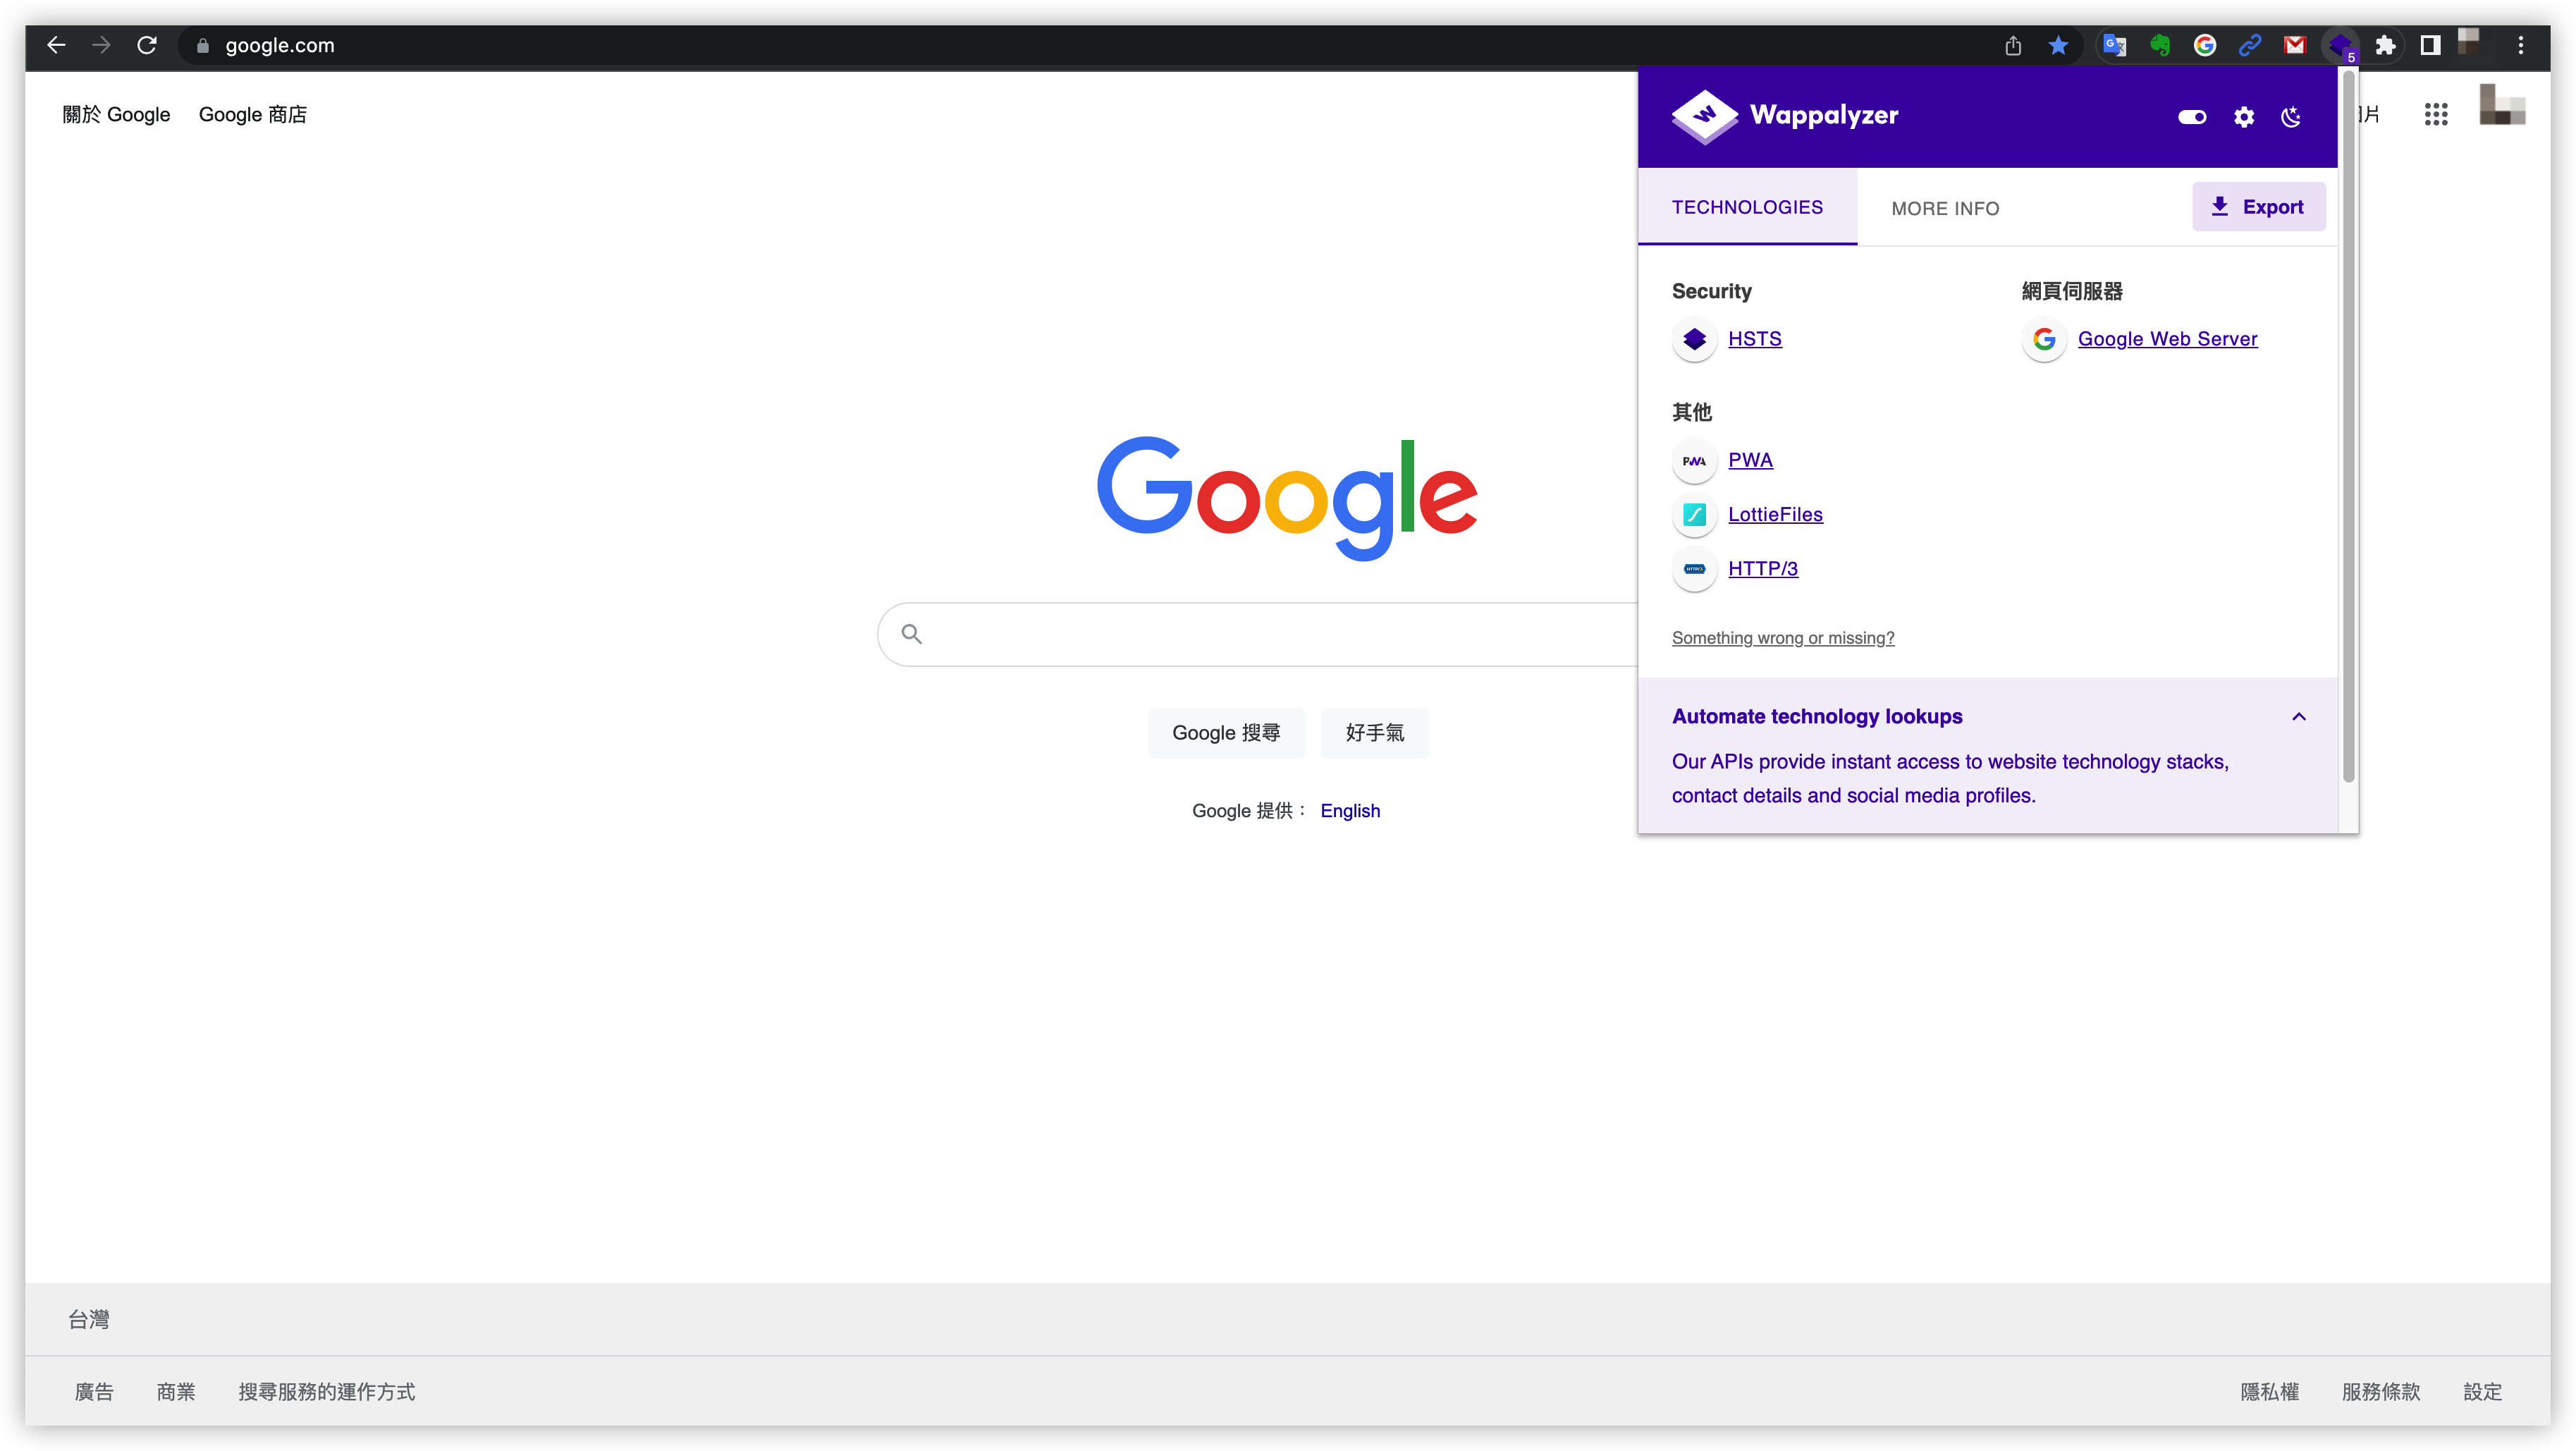 google.com
5
關於 Google
Google 商店
片
Wappalyzer
TECHNOLOGIES
MORE INFO
Export
Security
HSTS
網頁伺服器
Google Web Server
其他
PWA
PWA
LottieFiles
HTTP/3
HTTP/3
Something wrong or missing?
Automate technology lookups
Our APIs provide instant access to website technology stacks,
contact details and social media profiles.
Google
Google 搜尋
好手氣
Google 提供：
English
台灣
廣告
商業
搜尋服務的運作方式
隱私權
服務條款
設定